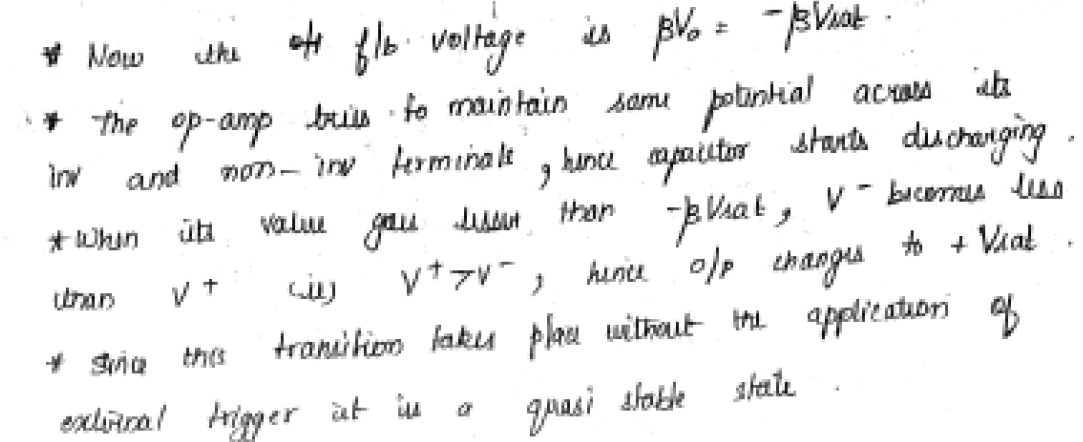 * Now the f/b voltage is βVo = -βVsat.
* The op-amp tries to maintain same potential across its
inv and non-inv terminals, hence capacitor starts discharging.
* When its value goes lesser than -βVsat, V- becomes less
than V+ (ie) V+>V-, hence o/p changes to +Vsat.
* Since this transition takes place without the application of
external trigger it is a quasi stable state.